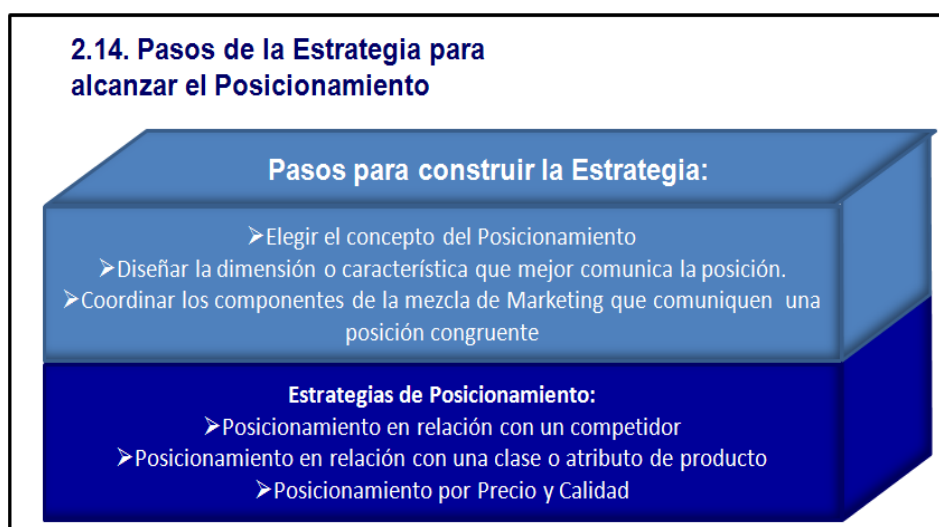 2.14. Pasos de la Estrategia para
alcanzar el Posicionamiento
Pasos para construir la Estrategia:
➢Elegir el concepto del Posicionamiento
➢Diseñar la dimensión o característica que mejor comunica la posición.
➢Coordinar los componentes de la mezcla de Marketing que comuniquen una
posición congruente
Estrategias de Posicionamiento:
➢Posicionamiento en relación con un competidor
➢Posicionamiento en relación con una clase o atributo de producto
➢Posicionamiento por Precio y Calidad